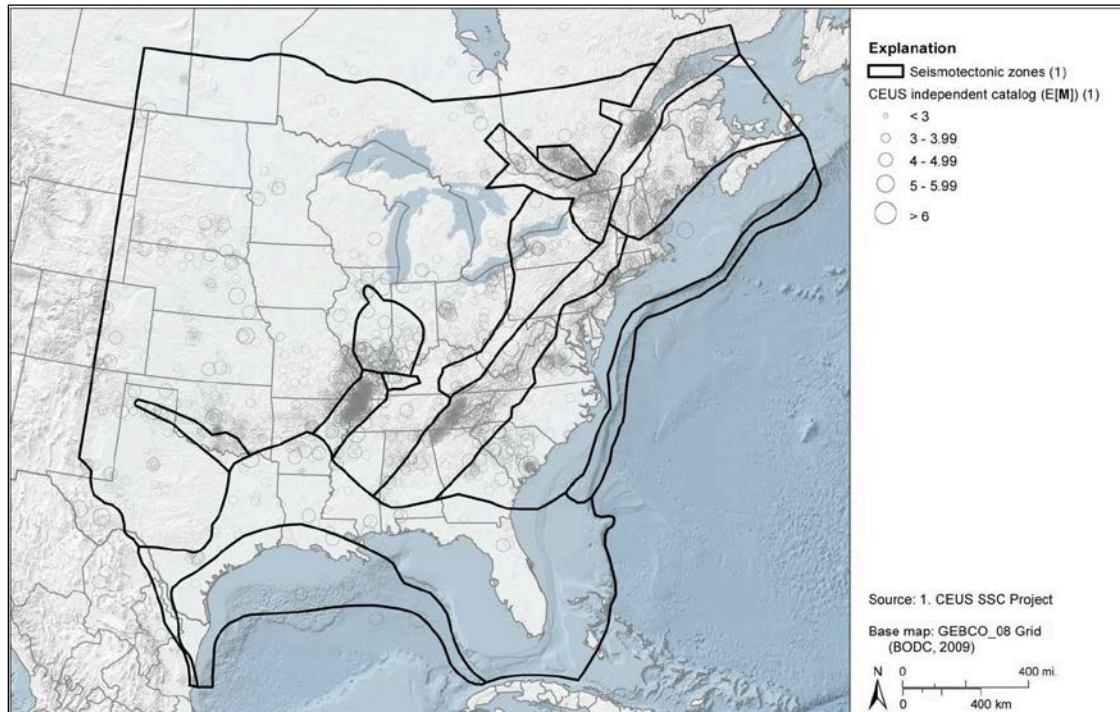 Explanation
Seismotectonic zones (1)
CEUS independent catalog (E[M]) (1)
< 3
3 - 3.99
4 - 4.99
5 - 5.99
> 6
Source: 1. CEUS SSC Project
Base map: GEBCO_08 Grid
(BODC, 2009)
N
0 400 mi.
0 400 km